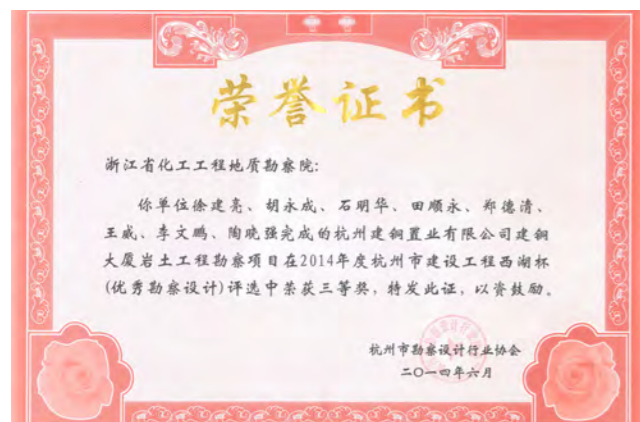 荣誉证书
浙江省化工工程地质勘察院:
你单位徐建亮、胡永成、石明华、田顺永、郑德清、
王威、李文鹏、陶晓强完成的杭州建铜置业有限公司建铜
大厦岩土工程勘察项目在2014年度杭州市建设工程西湖杯
(优秀勘察设计)评选中荣获三等奖，特发此证，以资鼓励。
杭州市勘察设计行业协会
二〇一四年六月